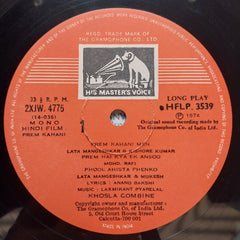 REGD. TRADE MARK OF
THE GRAMOPHONE CO.
HIS MASTER'S VOICE
33⅓ R.P.M.
2XJW. 4775
(14-036)
MONO
HINDI FILM
PREM KAHANI
LONG PLAY
HFLP. 3539
℗ 1974
Original sound recording made by
The Gramophone Co. of India Ltd.
1
PREM KAHANI MEN
LATA MANGESHKAR & KISHORE KUMAR
PREM HAI KYA EK ANSOO
MOHD. RAFI
PHOOL AHISTA PHENKO
LATA MANGESHKAR & MUKESH
LYRICS : ANAND BAKSHI
MUSIC : LAXMIKANT PYARELAL
KHOSLA COMBINE
Copyright owner and manufacturer :
The Gramophone Co. of India Ltd.
5, Old Court House Street
Calcutta-700 001
MADE IN INDIA